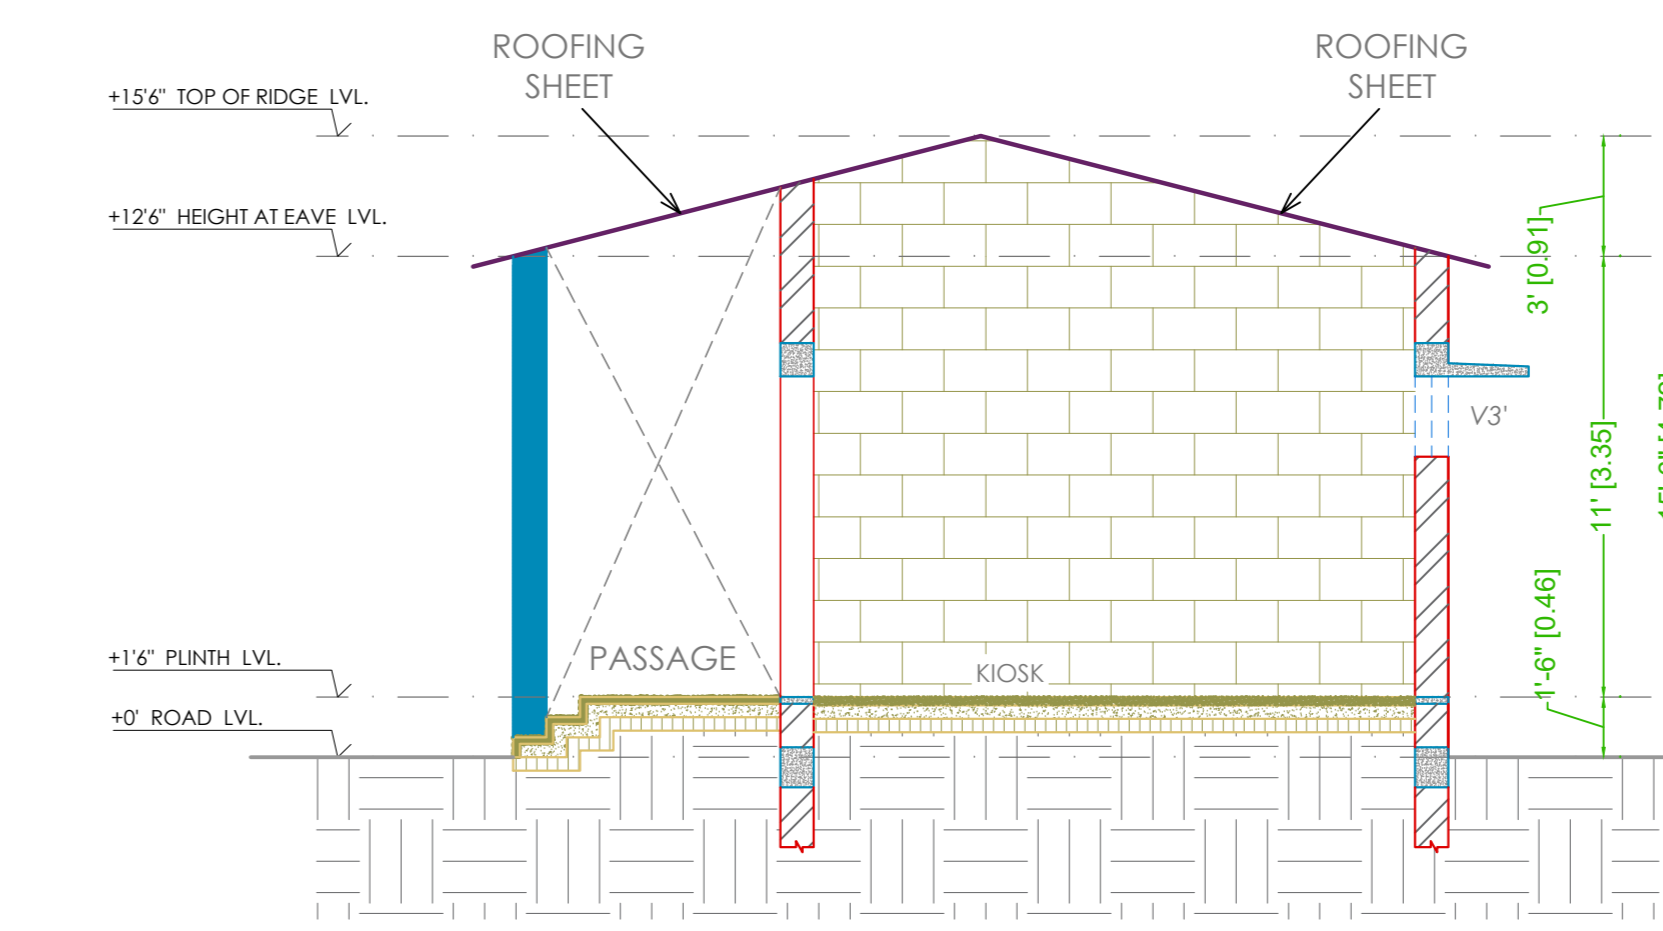 ROOFING
SHEET
ROOFING
SHEET
+15'6" TOP OF RIDGE LVL.
+12'6" HEIGHT AT EAVE LVL.
3' [0.91]
V3'
11' [3.35]
1'-6" [0.46]
+1'6" PLINTH LVL.
PASSAGE
KIOSK
+0' ROAD LVL.